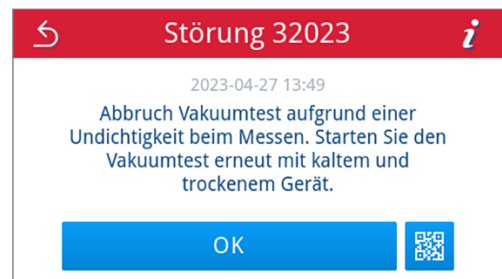 Störung 32023
i
2023-04-27 13:49
Abbruch Vakuumtest aufgrund einer
Undichtigkeit beim Messen. Starten Sie den
Vakuumtest erneut mit kaltem und
trockenem Gerät.
OK